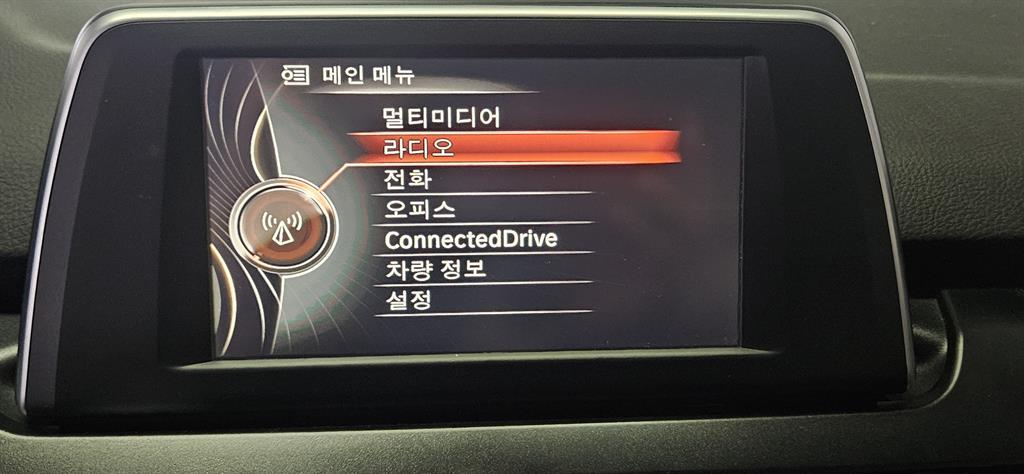 메인 메뉴
멀티미디어
라디오
전화
오피스
ConnectedDrive
차량 정보
설정